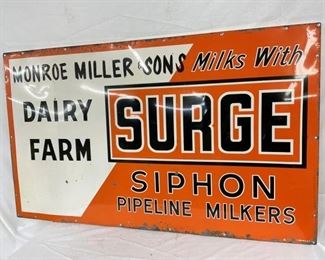 MONROE MILLER & SONS Milks With
DAIRY
FARM
SURGE
SIPHON
PIPELINE MILKERS